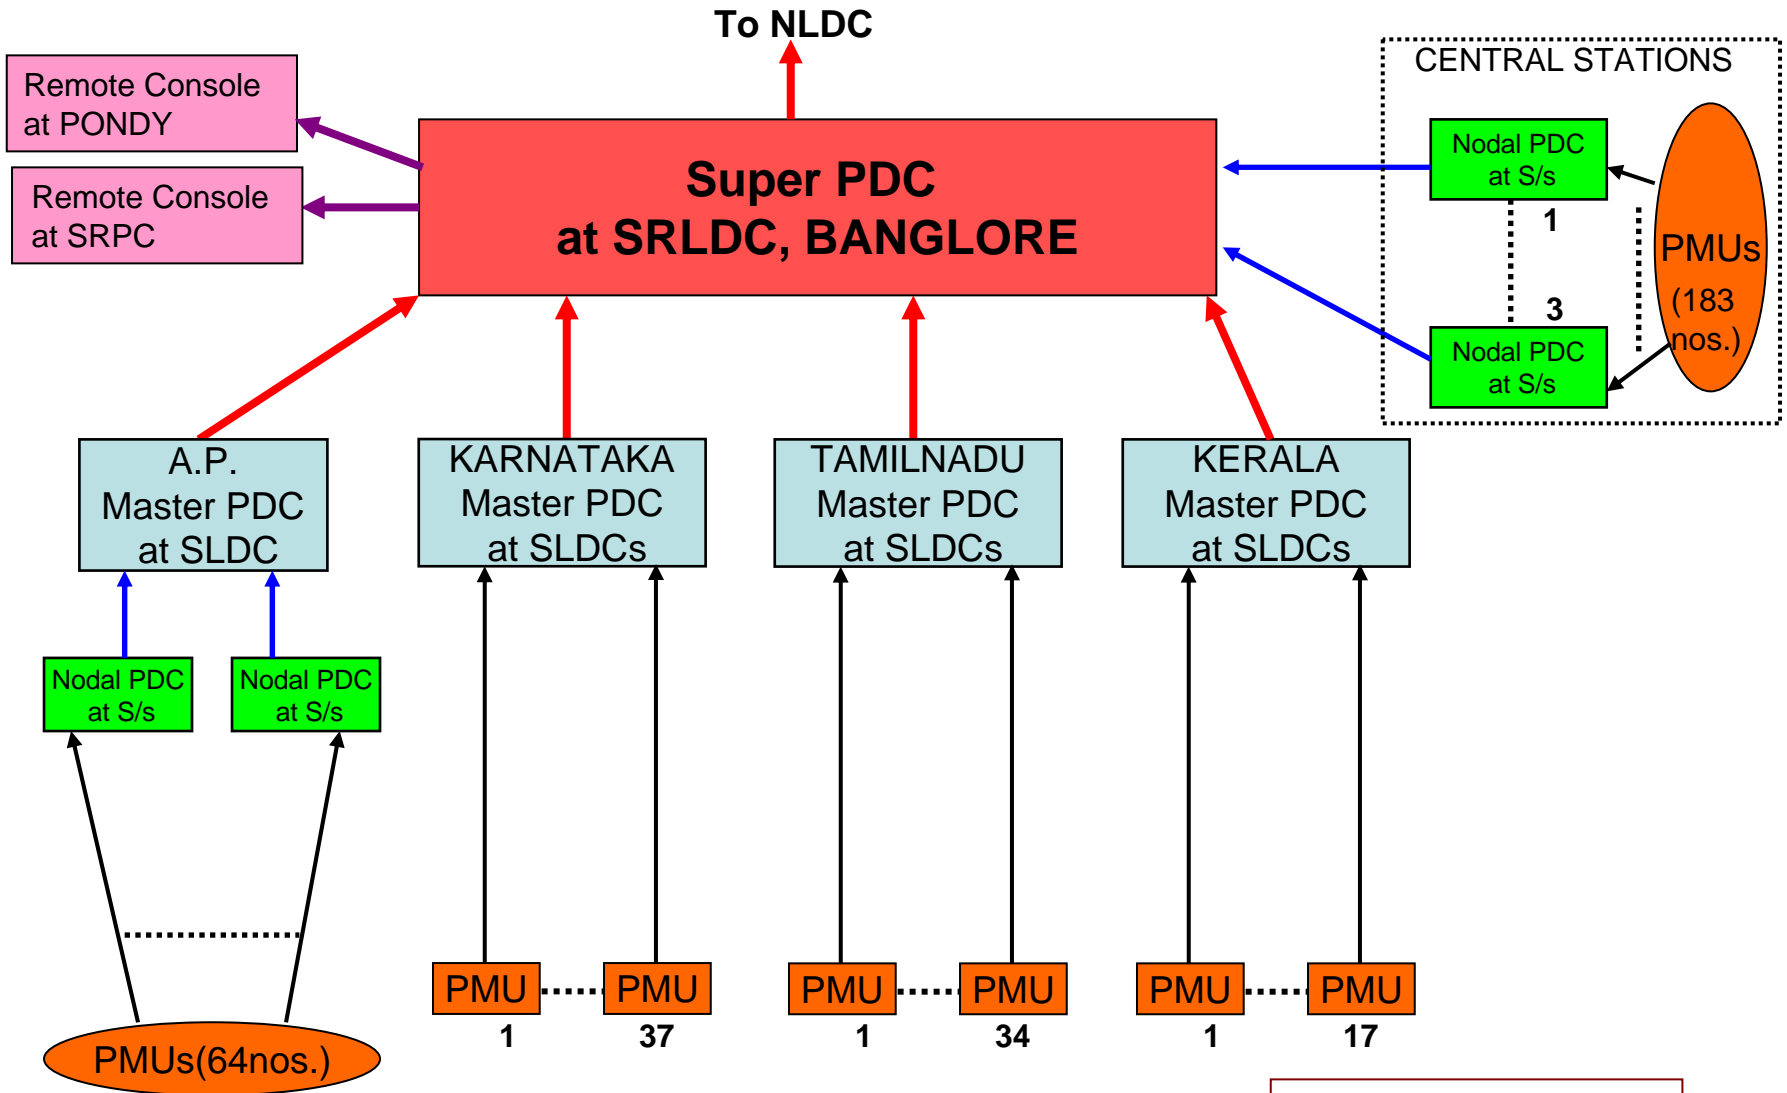 To NLDC
Remote Console
at PONDY
Remote Console
at SRPC
Super PDC
at SRLDC, BANGLORE
CENTRAL STATIONS
Nodal PDC
at S/s
1
3
Nodal PDC
at S/s
PMUs
(183
nos.)
A.P.
Master PDC
at SLDC
KARNATAKA
Master PDC
at SLDCs
TAMILNADU
Master PDC
at SLDCs
KERALA
Master PDC
at SLDCs
Nodal PDC
at S/s
Nodal PDC
at S/s
PMUs(64nos.)
PMU
1
PMU
37
PMU
1
PMU
34
PMU
1
PMU
17